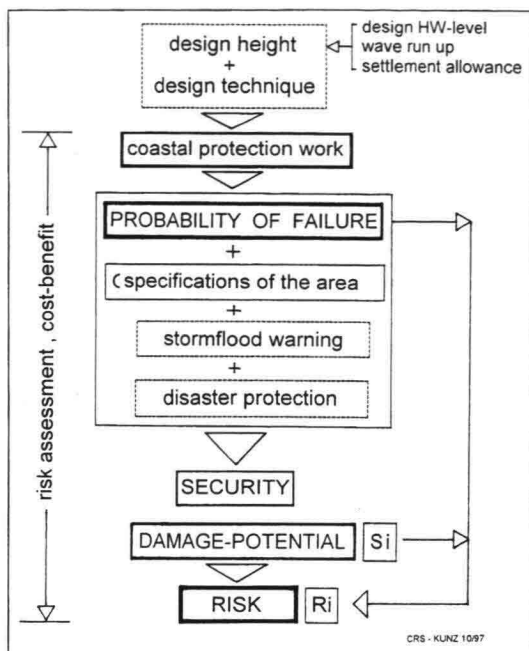 design height
+
design technique
design HW-level
wave run up
settlement allowance
coastal protection work
PROBABILITY OF FAILURE
+
(specifications of the area
+
stormflood warning
+
disaster protection
SECURITY
DAMAGE-POTENTIAL
Si
RISK
Ri
risk assessment , cost-benefit
CRS - KUNZ 10/97